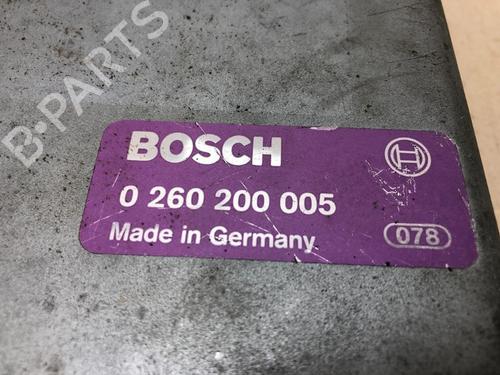 B-PARTS
BOSCH
0 260 200 005
Made in Germany
078